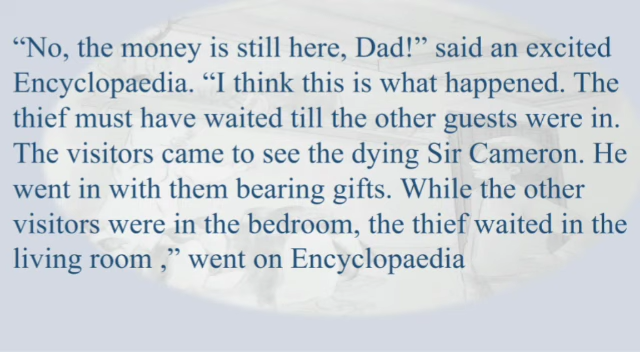 “No, the money is still here, Dad!” said an excited
Encyclopaedia. “I think this is what happened. The
thief must have waited till the other guests were in.
The visitors came to see the dying Sir Cameron. He
went in with them bearing gifts. While the other
visitors were in the bedroom, the thief waited in the
living room ,” went on Encyclopaedia